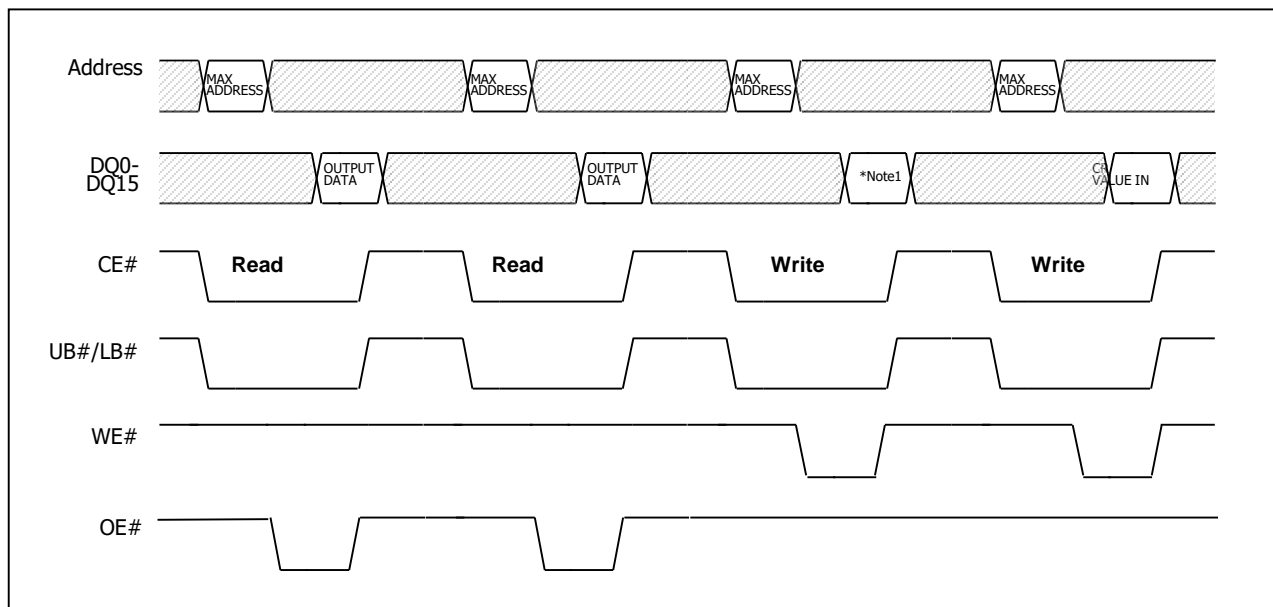 Address
MAX
ADDRESS
MAX
ADDRESS
MAX
ADDRESS
MAX
ADDRESS
DQ0-
DQ15
OUTPUT
DATA
OUTPUT
DATA
*Note1
CR
VALUE IN
CE#
Read
Read
Write
Write
UB#/LB#
WE#
OE#